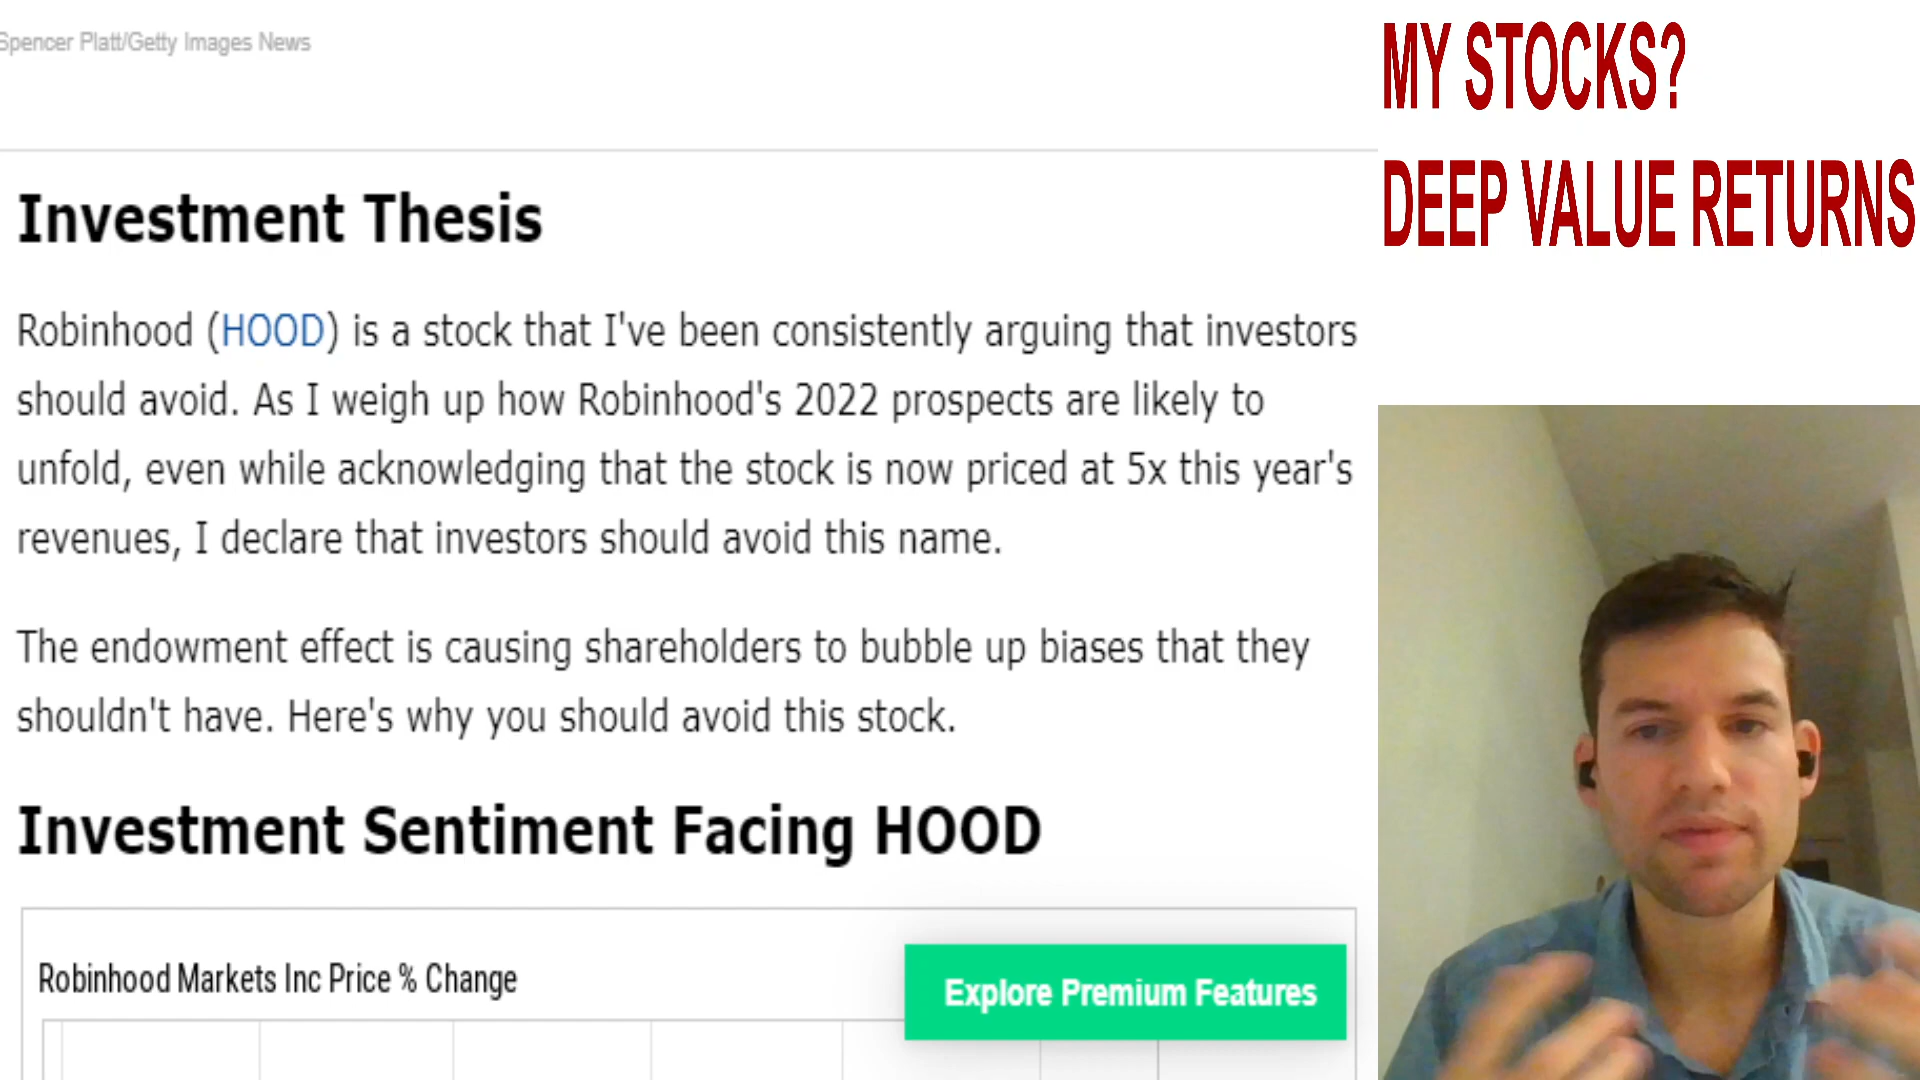 Spencer Platt/Getty Images News
MY STOCKS?
DEEP VALUE RETURNS
Investment Thesis
Robinhood (HOOD) is a stock that I've been consistently arguing that investors
should avoid. As I weigh up how Robinhood's 2022 prospects are likely to
unfold, even while acknowledging that the stock is now priced at 5x this year's
revenues, I declare that investors should avoid this name.
The endowment effect is causing shareholders to bubble up biases that they
shouldn't have. Here's why you should avoid this stock.
Investment Sentiment Facing HOOD
Robinhood Markets Inc Price % Change
Explore Premium Features